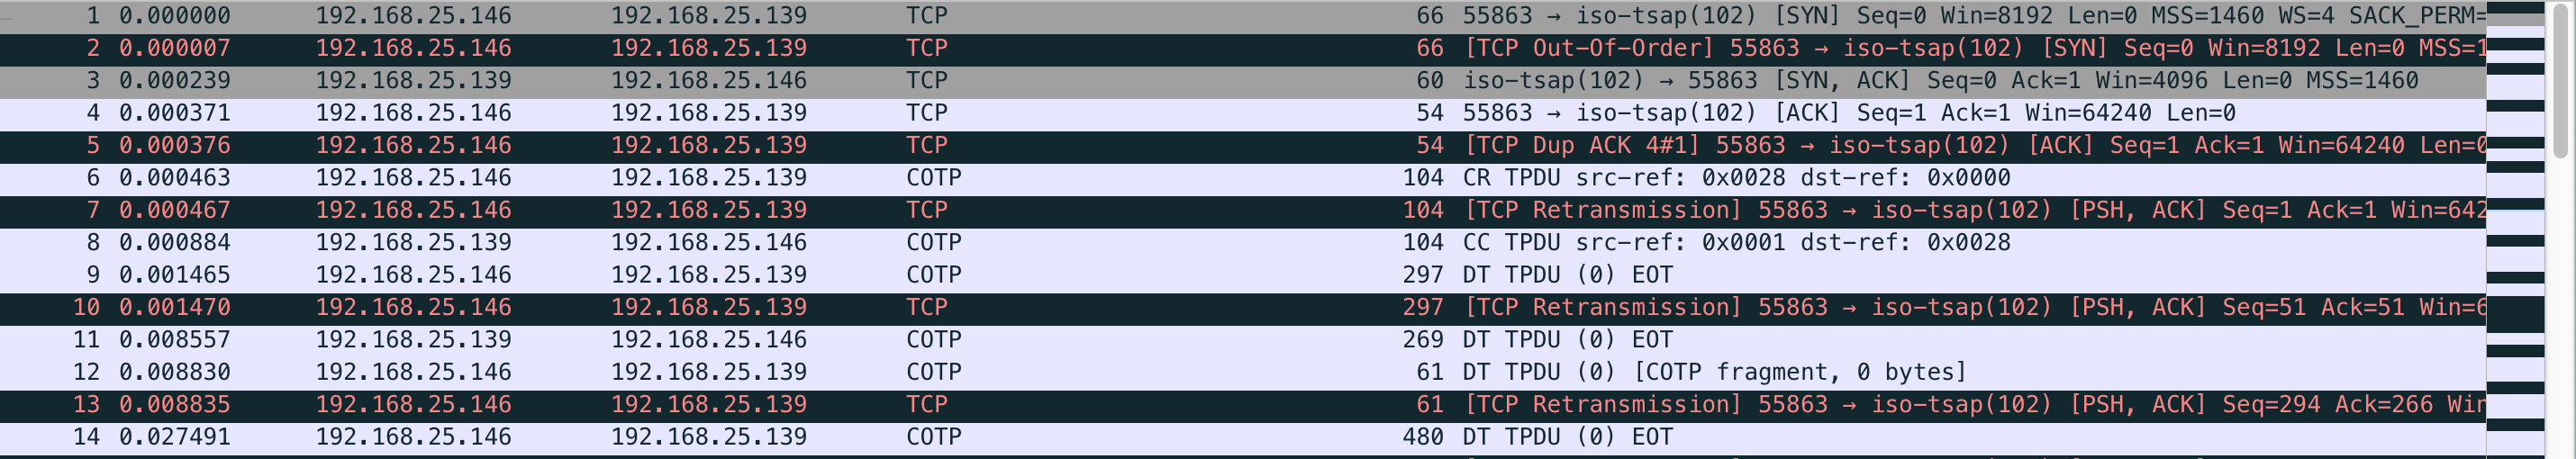 1 0.000000 192.168.25.146 192.168.25.139 TCP 66 55863 → iso-tsap(102) [SYN] Seq=0 Win=8192 Len=0 MSS=1460 WS=4 SACK_PERM=
2 0.000007 192.168.25.146 192.168.25.139 TCP 66 [TCP Out-Of-Order] 55863 → iso-tsap(102) [SYN] Seq=0 Win=8192 Len=0 MSS=1
3 0.000239 192.168.25.139 192.168.25.146 TCP 60 iso-tsap(102) → 55863 [SYN, ACK] Seq=0 Ack=1 Win=4096 Len=0 MSS=1460
4 0.000371 192.168.25.146 192.168.25.139 TCP 54 55863 → iso-tsap(102) [ACK] Seq=1 Ack=1 Win=64240 Len=0
5 0.000376 192.168.25.146 192.168.25.139 TCP 54 [TCP Dup ACK 4#1] 55863 → iso-tsap(102) [ACK] Seq=1 Ack=1 Win=64240 Len=0
6 0.000463 192.168.25.146 192.168.25.139 COTP 104 CR TPDU src-ref: 0x0028 dst-ref: 0x0000
7 0.000467 192.168.25.146 192.168.25.139 TCP 104 [TCP Retransmission] 55863 → iso-tsap(102) [PSH, ACK] Seq=1 Ack=1 Win=642
8 0.000884 192.168.25.139 192.168.25.146 COTP 104 CC TPDU src-ref: 0x0001 dst-ref: 0x0028
9 0.001465 192.168.25.146 192.168.25.139 COTP 297 DT TPDU (0) EOT
10 0.001470 192.168.25.146 192.168.25.139 TCP 297 [TCP Retransmission] 55863 → iso-tsap(102) [PSH, ACK] Seq=51 Ack=51 Win=6
11 0.008557 192.168.25.139 192.168.25.146 COTP 269 DT TPDU (0) EOT
12 0.008830 192.168.25.146 192.168.25.139 COTP 61 DT TPDU (0) [COTP fragment, 0 bytes]
13 0.008835 192.168.25.146 192.168.25.139 TCP 61 [TCP Retransmission] 55863 → iso-tsap(102) [PSH, ACK] Seq=294 Ack=266 Win
14 0.027491 192.168.25.146 192.168.25.139 COTP 480 DT TPDU (0) EOT